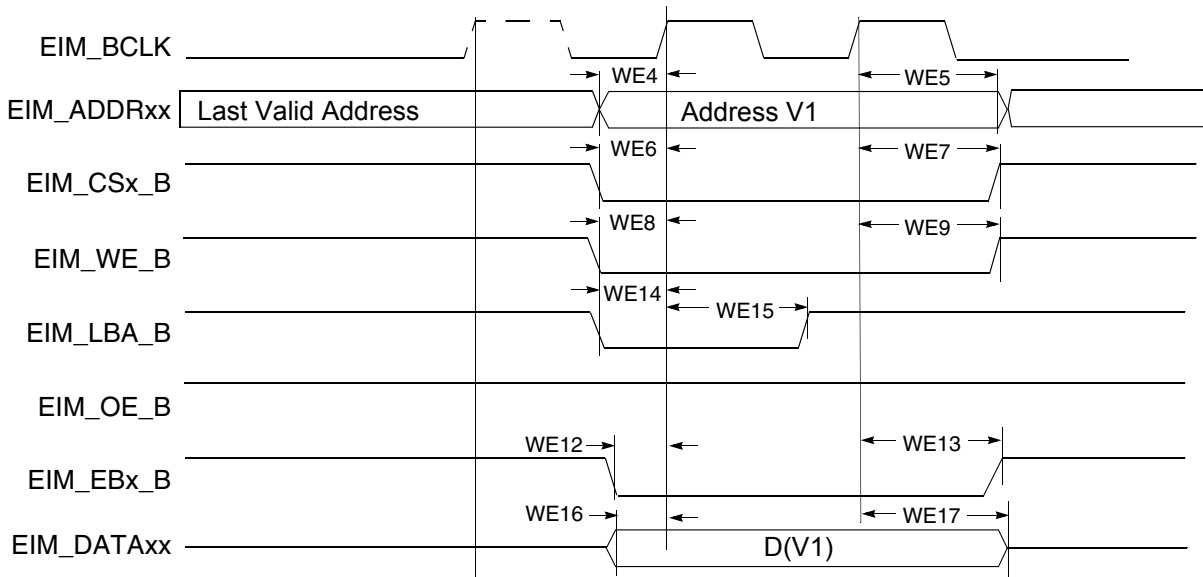 EIM_BCLK
WE4
WE5
EIM_ADDRxx
Last Valid Address
Address V1
WE6
WE7
EIM_CSx_B
WE8
WE9
EIM_WE_B
WE14
WE15
EIM_LBA_B
EIM_OE_B
WE12
WE13
EIM_EBx_B
WE16
WE17
EIM_DATAxx
D(V1)